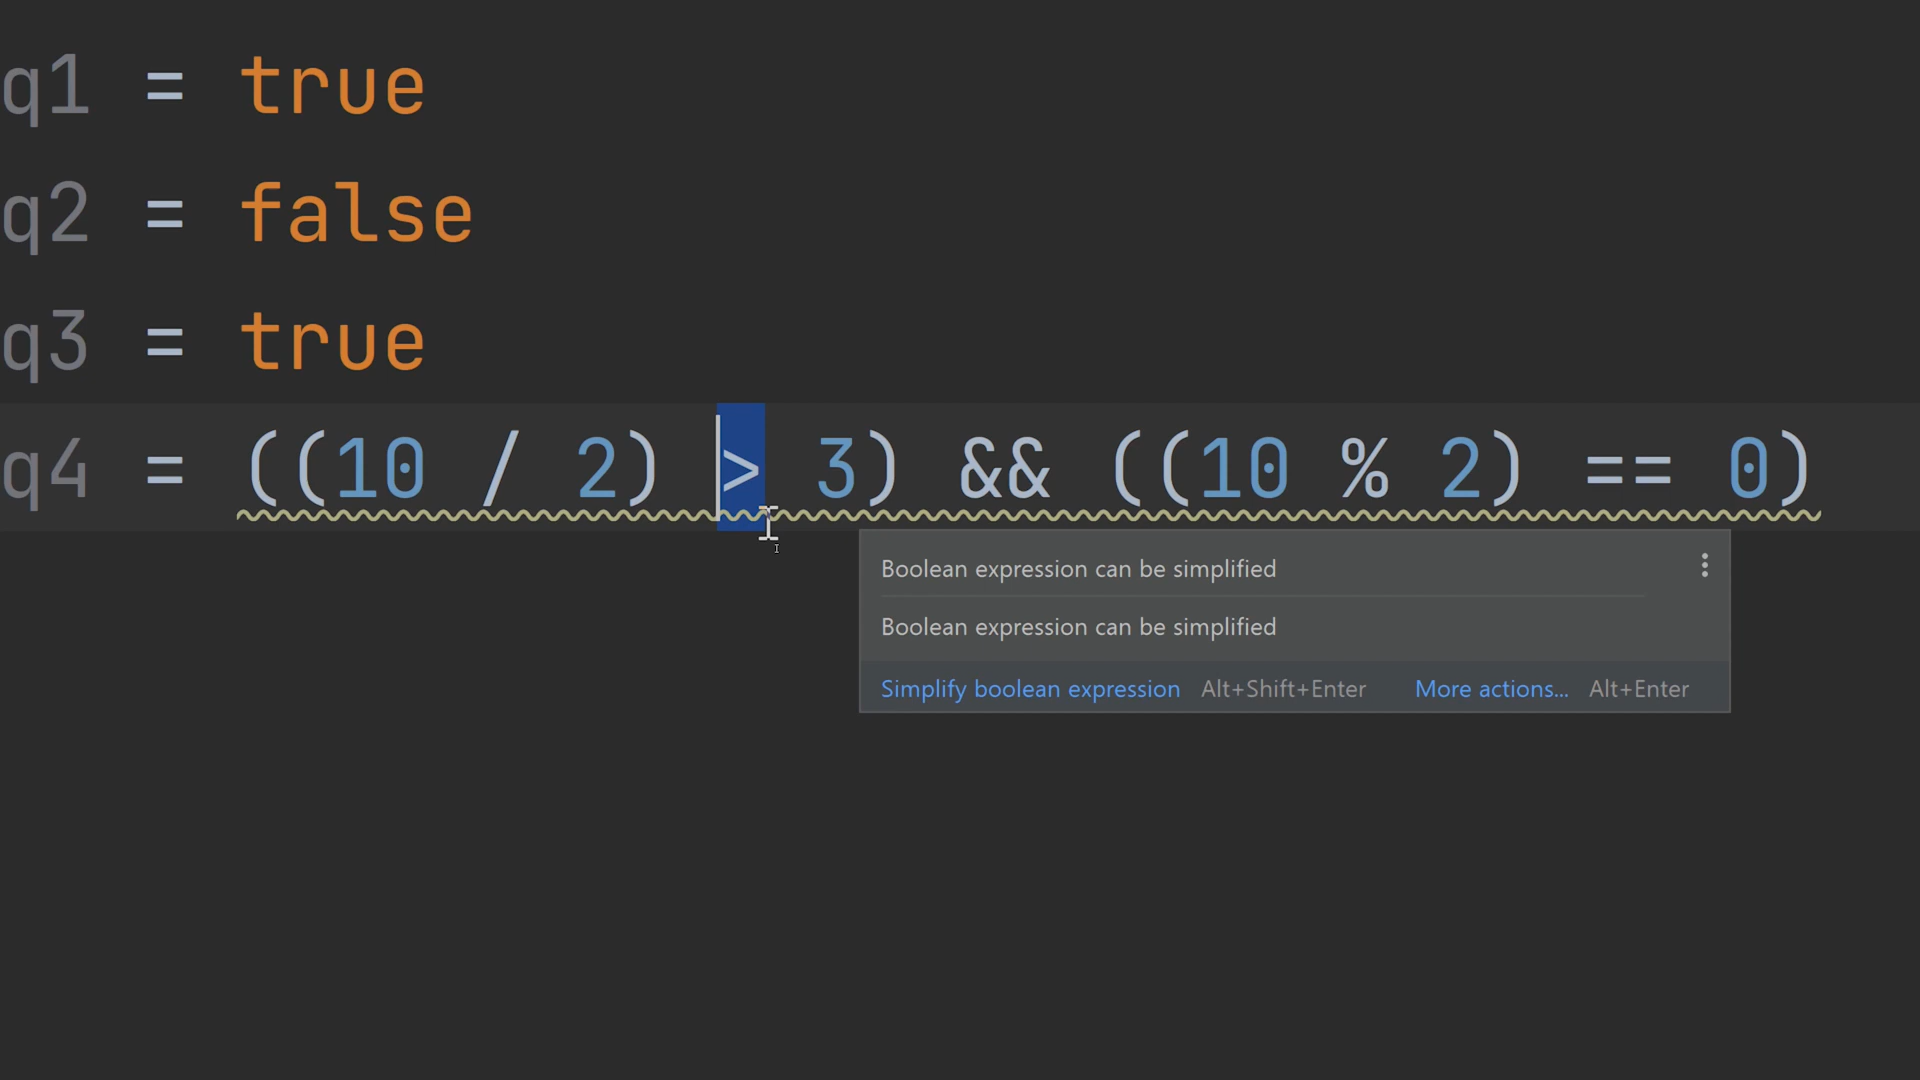 q1 = true
q2 = false
q3 = true
q4 = ((10 / 2) > 3) && ((10 % 2) == 0)
Boolean expression can be simplified
Boolean expression can be simplified
Simplify boolean expression Alt+Shift+Enter More actions... Alt+Enter